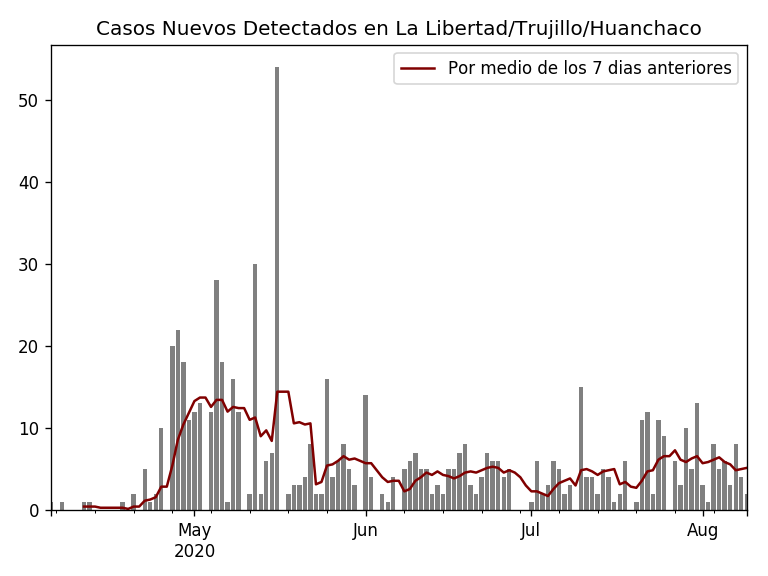 Casos Nuevos Detectados en La Libertad/Trujillo/Huanchaco
Por medio de los 7 dias anteriores
50
40
30
20
10
0
May
2020
Jun
Jul
Aug